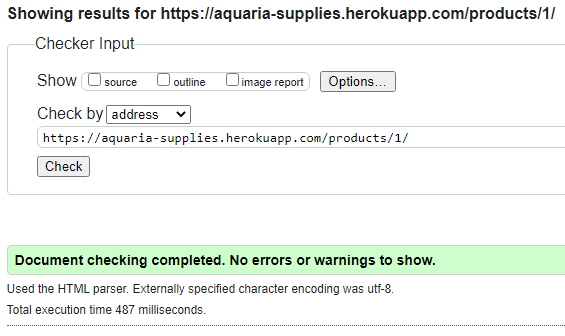 Showing results for https://aquaria-supplies.herokuapp.com/products/1/
Checker Input
Show source outline image report Options...
Check by address
https://aquaria-supplies.herokuapp.com/products/1/
Check
Document checking completed. No errors or warnings to show.
Used the HTML parser. Externally specified character encoding was utf-8.
Total execution time 487 milliseconds.